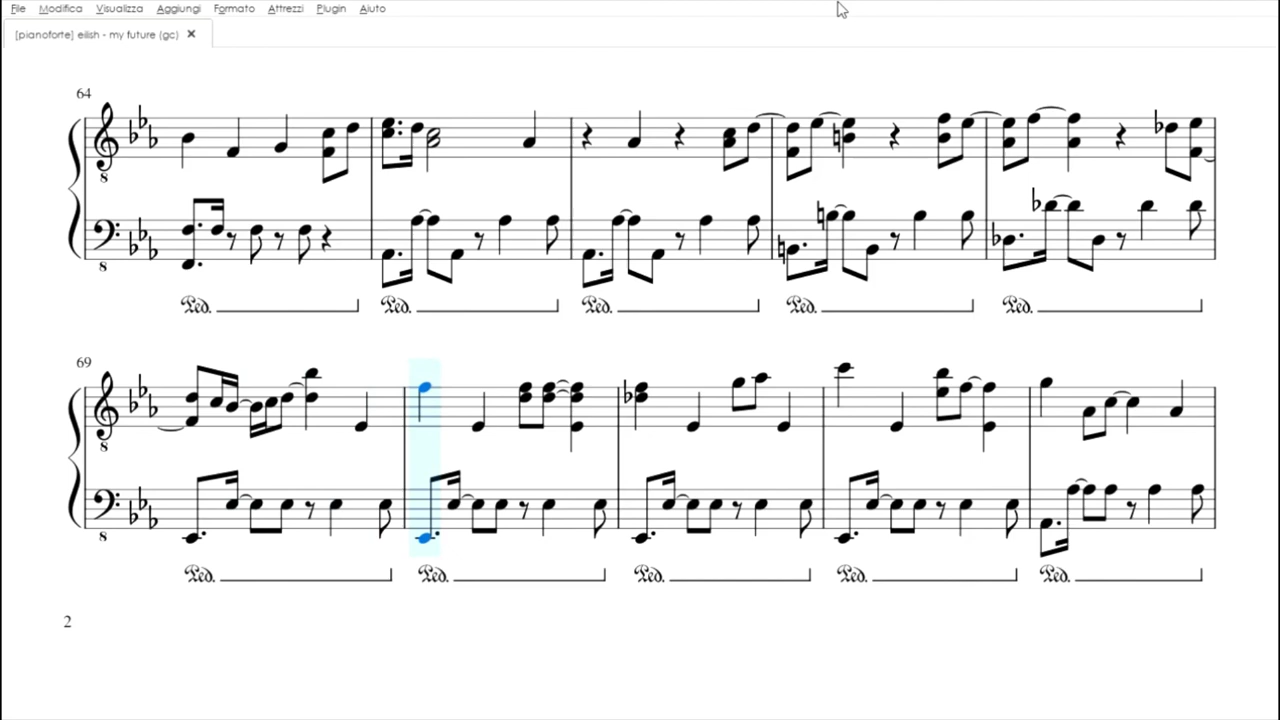 File Modifica Visualizza Aggiungi Formato Attrezzi Plugin Aiuto
[pianoforte] eilish - my future (gc) ×
64
8
8
Ped. Ped. Ped. Ped. Ped.
69
8
8
Ped. Ped. Ped. Ped. Ped.
2